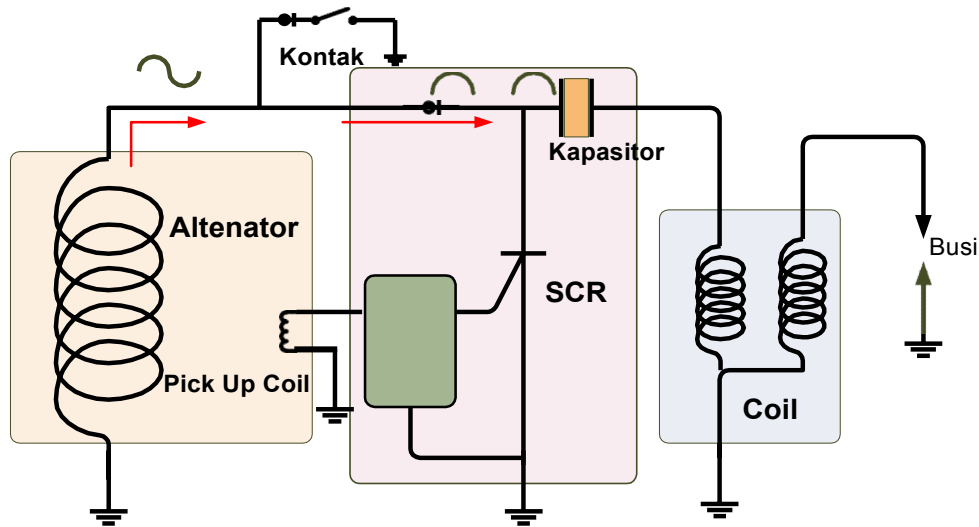 Kontak
Kapasitor
Altenator
Busi
SCR
Pick Up Coil
Coil